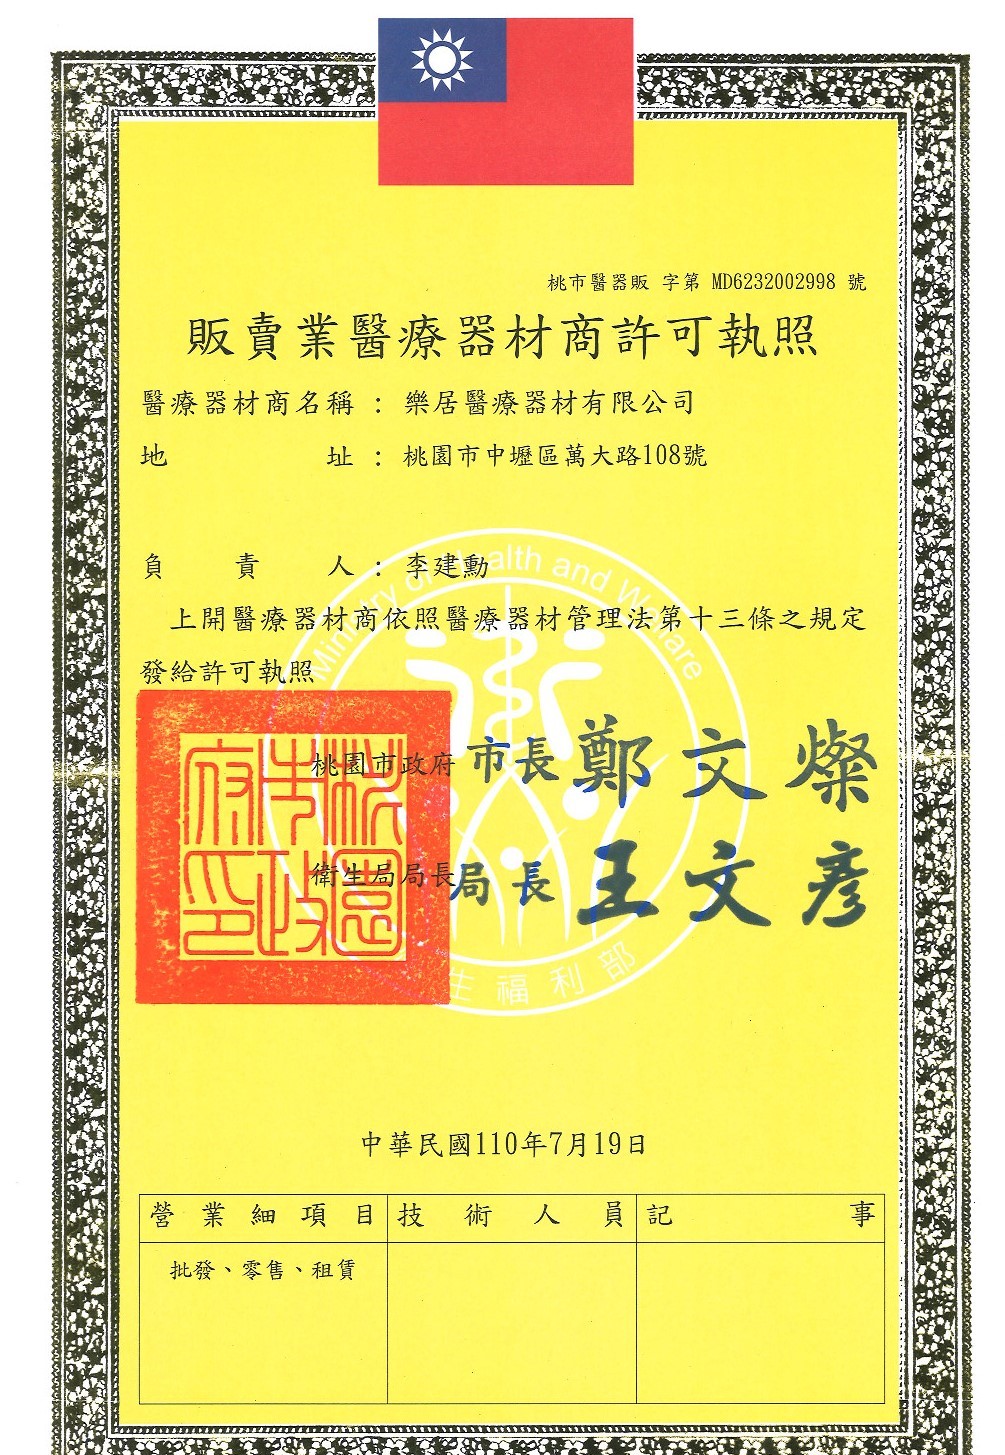 桃市醫器販 字第 MD6232002998 號
販賣業醫療器材商許可執照
醫療器材商名稱 : 樂居醫療器材有限公司
地址 : 桃園市中壢區萬大路108號
負責人 : 李建勳
上開醫療器材商依照醫療器材管理法第十三條之規定
發給許可執照
Ministry of Health and Welfare
桃園市政府 市長 鄭文燦
衛生局局長 局長 王文彥
桃園市政府印
生福利部
中華民國110年7月19日
營業細項目 技術人員 記事
批發、零售、租賃